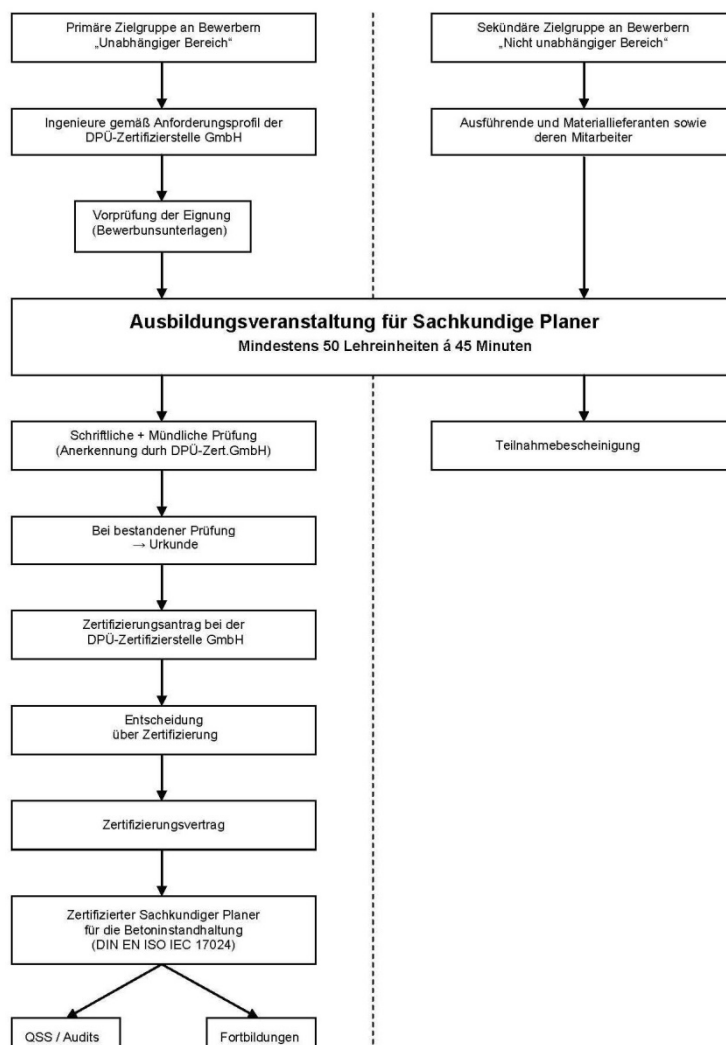 Primäre Zielgruppe an Bewerbern
„Unabhängiger Bereich“
Sekündäre Zielgruppe an Bewerbern
„Nicht unabhängiger Bereich“
Ingenieure gemäß Anforderungsprofil der
DPÜ-Zertifizierstelle GmbH
Ausführende und Materiallieferanten sowie
deren Mitarbeiter
Vorprüfung der Eignung
(Bewerbunsunterlagen)
Ausbildungsveranstaltung für Sachkundige Planer
Mindestens 50 Lehreinheiten á 45 Minuten
Schriftliche + Mündliche Prüfung
(Anerkennung durh DPÜ-Zert.GmbH)
Teilnahmebescheinigung
Bei bestandener Prüfung
→ Urkunde
Zertifizierungsantrag bei der
DPÜ-Zertifizierstelle GmbH
Entscheidung
über Zertifizierung
Zertifizierungsvertrag
Zertifizierter Sachkundiger Planer
für die Betoninstandhaltung
(DIN EN ISO IEC 17024)
QSS / Audits
Fortbildungen